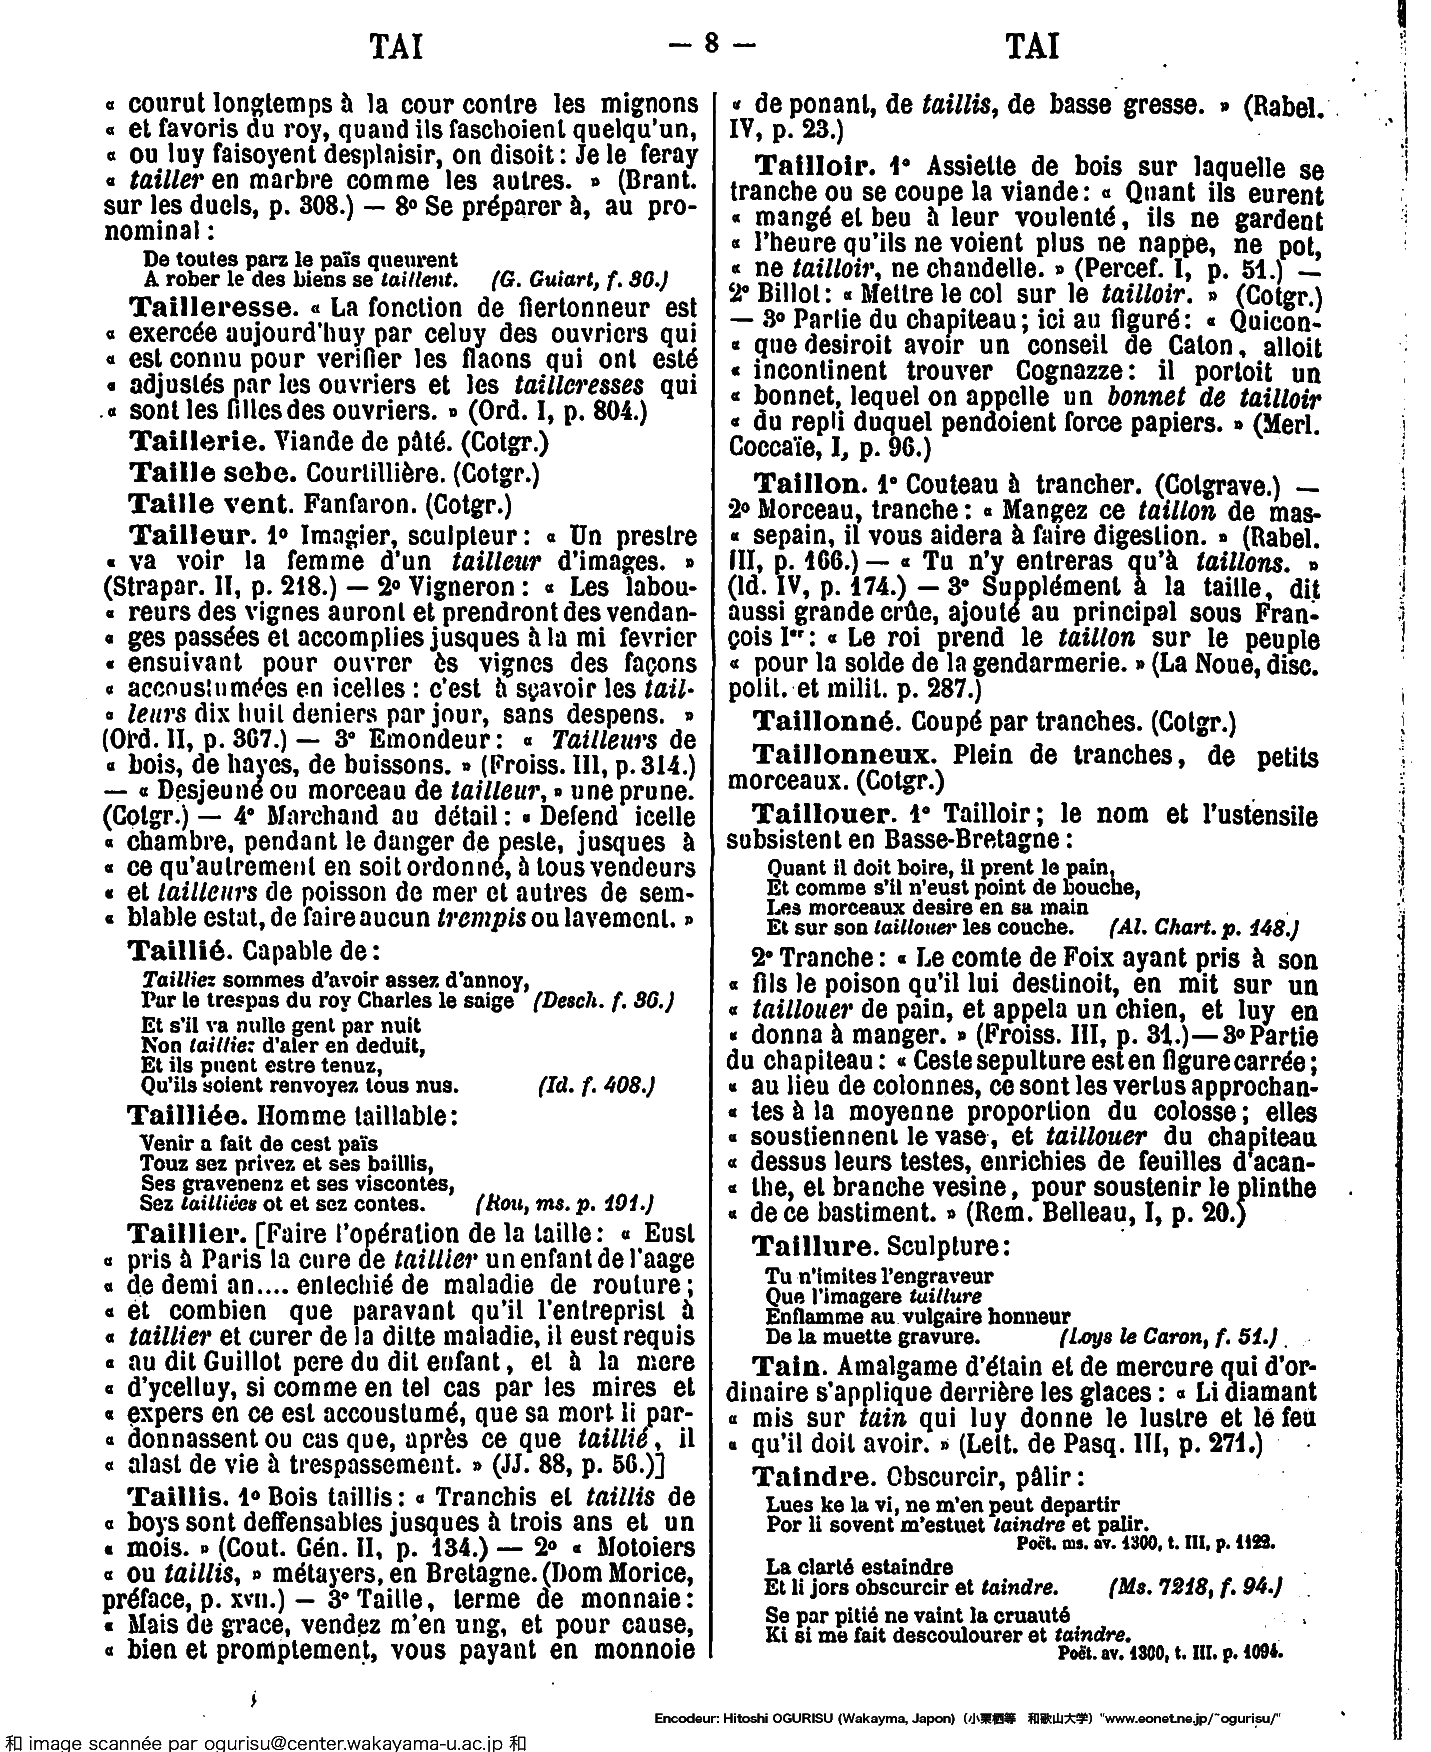 TAI — 8 — TAI
« courut longtemps à la cour contre les mignons
« et favoris du roy, quand ils faschoient quelqu'un,
« ou luy faisoyent desplaisir, on disoit : Je le feray
« tailler en marbre comme les autres. » (Brant.
sur les duels, p. 308.) — 8º Se préparer à, au pro-
nominal :
De toutes parz le païs queurent
A rober le des biens se taillent. (G. Guiart, f. 36.)
Tailleresse. « La fonction de fiertonneur est
« exercée aujourd'huy par celuy des ouvriers qui
« est connu pour verifier les flaons qui ont esté
« adjustés par les ouvriers et les tailleresses qui
« sont les filles des ouvriers. » (Ord. I, p. 804.)
Taillerie. Viande de pâté. (Cotgr.)
Taille sebe. Courtillière. (Cotgr.)
Taille vent. Fanfaron. (Cotgr.)
Tailleur. 1º Imagier, sculpteur : « Un prestre
« va voir la femme d'un tailleur d'images. »
(Strapar. II, p. 218.) — 2º Vigneron : « Les labou-
« reurs des vignes auront et prendront des vendan-
« ges passées et accomplies jusques à la mi fevrier
« ensuivant pour ouvrer ès vignes des façons
« accoustumées en icelles : c'est à sçavoir les tail-
« leurs dix huit deniers par jour, sans despens. »
(Ord. II, p. 367.) — 3º Emondeur : « Tailleurs de
« bois, de hayes, de buissons. » (Froiss. III, p. 314.)
— « Desjeuné ou morceau de tailleur, » une prune.
(Cotgr.) — 4º Marchand au détail : « Defend icelle
« chambre, pendant le danger de peste, jusques à
« ce qu'autrement en soit ordonné, à tous vendeurs
« et tailleurs de poisson de mer et autres de sem-
« blable estat, de faire aucun trempis ou lavement. »
Taillié. Capable de :
Tailliez sommes d'avoir assez d'annoy,
Par le trespas du roy Charles le saige (Desch. f. 36.)
Et s'il va nulle gent par nuit
Non tailliez d'aler en deduit,
Et ils puent estre tenuz,
Qu'ils soient renvoyez tous nus. (Id. f. 408.)
Tailliée. Homme taillable :
Venir a fait de cest païs
Touz sez privez et ses baillis,
Ses gravenenz et ses viscontes,
Sez tailliées ot et sez contes. (Rou, ms. p. 191.)
Taillier. [Faire l'opération de la taille : « Eust
« pris à Paris la cure de taillier un enfant de l'aage
« de demi an.... entechié de maladie de routure ;
« et combien que paravant qu'il l'entreprist à
« taillier et curer de la ditte maladie, il eust requis
« au dit Guillot pere du dit enfant, et à la mere
« d'ycelluy, si comme en tel cas par les mires et
« expers en ce est accoustumé, que sa mort li par-
« donnassent ou cas que, après ce que taillié, il
« alast de vie à trespassement. » (JJ. 88, p. 56.)]
Taillis. 1º Bois taillis : « Tranchis et taillis de
« boys sont deffensables jusques à trois ans et un
« mois. » (Cout. Gén. II, p. 134.) — 2º « Motoiers
« ou taillis, » métayers, en Bretagne. (Dom Morice,
préface, p. XVII.) — 3º Taille, terme de monnaie :
« Mais de grace, vendez m'en ung, et pour cause,
« bien et promptement, vous payant en monnoie
« de ponant, de taillis, de basse gresse. » (Rabel.
IV, p. 23.)
Tailloir. 1º Assiette de bois sur laquelle se
tranche ou se coupe la viande : « Quant ils eurent
« mangé et beu à leur voulenté, ils ne gardent
« l'heure qu'ils ne voient plus ne nappe, ne pot,
« ne tailloir, ne chandelle. » (Percef. I, p. 51.) —
2º Billot : « Mettre le col sur le tailloir. » (Cotgr.)
— 3º Partie du chapiteau ; ici au figuré : « Quicon-
« que desiroit avoir un conseil de Caton, alloit
« incontinent trouver Cognazze : il portoit un
« bonnet, lequel on appelle un bonnet de tailloir
« du repli duquel pendoient force papiers. » (Merl.
Coccaïe, I, p. 96.)
Taillon. 1º Couteau à trancher. (Cotgrave.) —
2º Morceau, tranche : « Mangez ce taillon de mas-
« sepain, il vous aidera à faire digestion. » (Rabel.
III, p. 166.) — « Tu n'y entreras qu'à taillons. »
(Id. IV, p. 174.) — 3º Supplément à la taille, dit
aussi grande crûe, ajouté au principal sous Fran-
çois Ier : « Le roi prend le taillon sur le peuple
« pour la solde de la gendarmerie. » (La Noue, disc.
polit. et milit. p. 287.)
Taillonné. Coupé par tranches. (Cotgr.)
Taillonneux. Plein de tranches, de petits
morceaux. (Cotgr.)
Taillouer. 1º Tailloir ; le nom et l'ustensile
subsistent en Basse-Bretagne :
Quant il doit boire, il prent le pain,
Et comme s'il n'eust point de bouche,
Les morceaux desire en sa main
Et sur son taillouer les couche. (Al. Chart. p. 148.)
2º Tranche : « Le comte de Foix ayant pris à son
« fils le poison qu'il lui destinoit, en mit sur un
« taillouer de pain, et appela un chien, et luy en
« donna à manger. » (Froiss. III, p. 31.) — 3º Partie
du chapiteau : « Ceste sepulture est en figure carrée ;
« au lieu de colonnes, ce sont les vertus approchan-
« tes à la moyenne proportion du colosse ; elles
« soustiennent le vase, et taillouer du chapiteau
« dessus leurs testes, enrichies de feuilles d'acan-
« the, et branche vesine, pour soustenir le plinthe
« de ce bastiment. » (Rem. Belleau, I, p. 20.)
Taillure. Sculpture :
Tu n'imites l'engraveur
Que l'imagere taillure
Enflamme au vulgaire honneur
De la muette gravure. (Loys le Caron, f. 51.)
Tain. Amalgame d'étain et de mercure qui d'or-
dinaire s'applique derrière les glaces : « Li diamant
« mis sur tain qui luy donne le lustre et le feu
« qu'il doit avoir. » (Lett. de Pasq. III, p. 271.)
Taindre. Obscurcir, pâlir :
Lues ke la vi, ne m'en peut departir
Por li sovent m'estuet taindre et palir.
Poët. ms. av. 1300, t. III, p. 1122.
La clarté estaindre
Et li jors obscurcir et taindre. (Ms. 7218, f. 94.)
Se par pitié ne vaint la cruauté
Ki si me fait descoulourer et taindre.
Poët. av. 1300, t. III. p. 1094.
Encodeur: Hitoshi OGURISU (Wakayma, Japon) (小栗栖等 和歌山大学) "www.eonet.ne.jp/~ogurisu/"
和 image scannée par ogurisu@center.wakayama-u.ac.jp 和